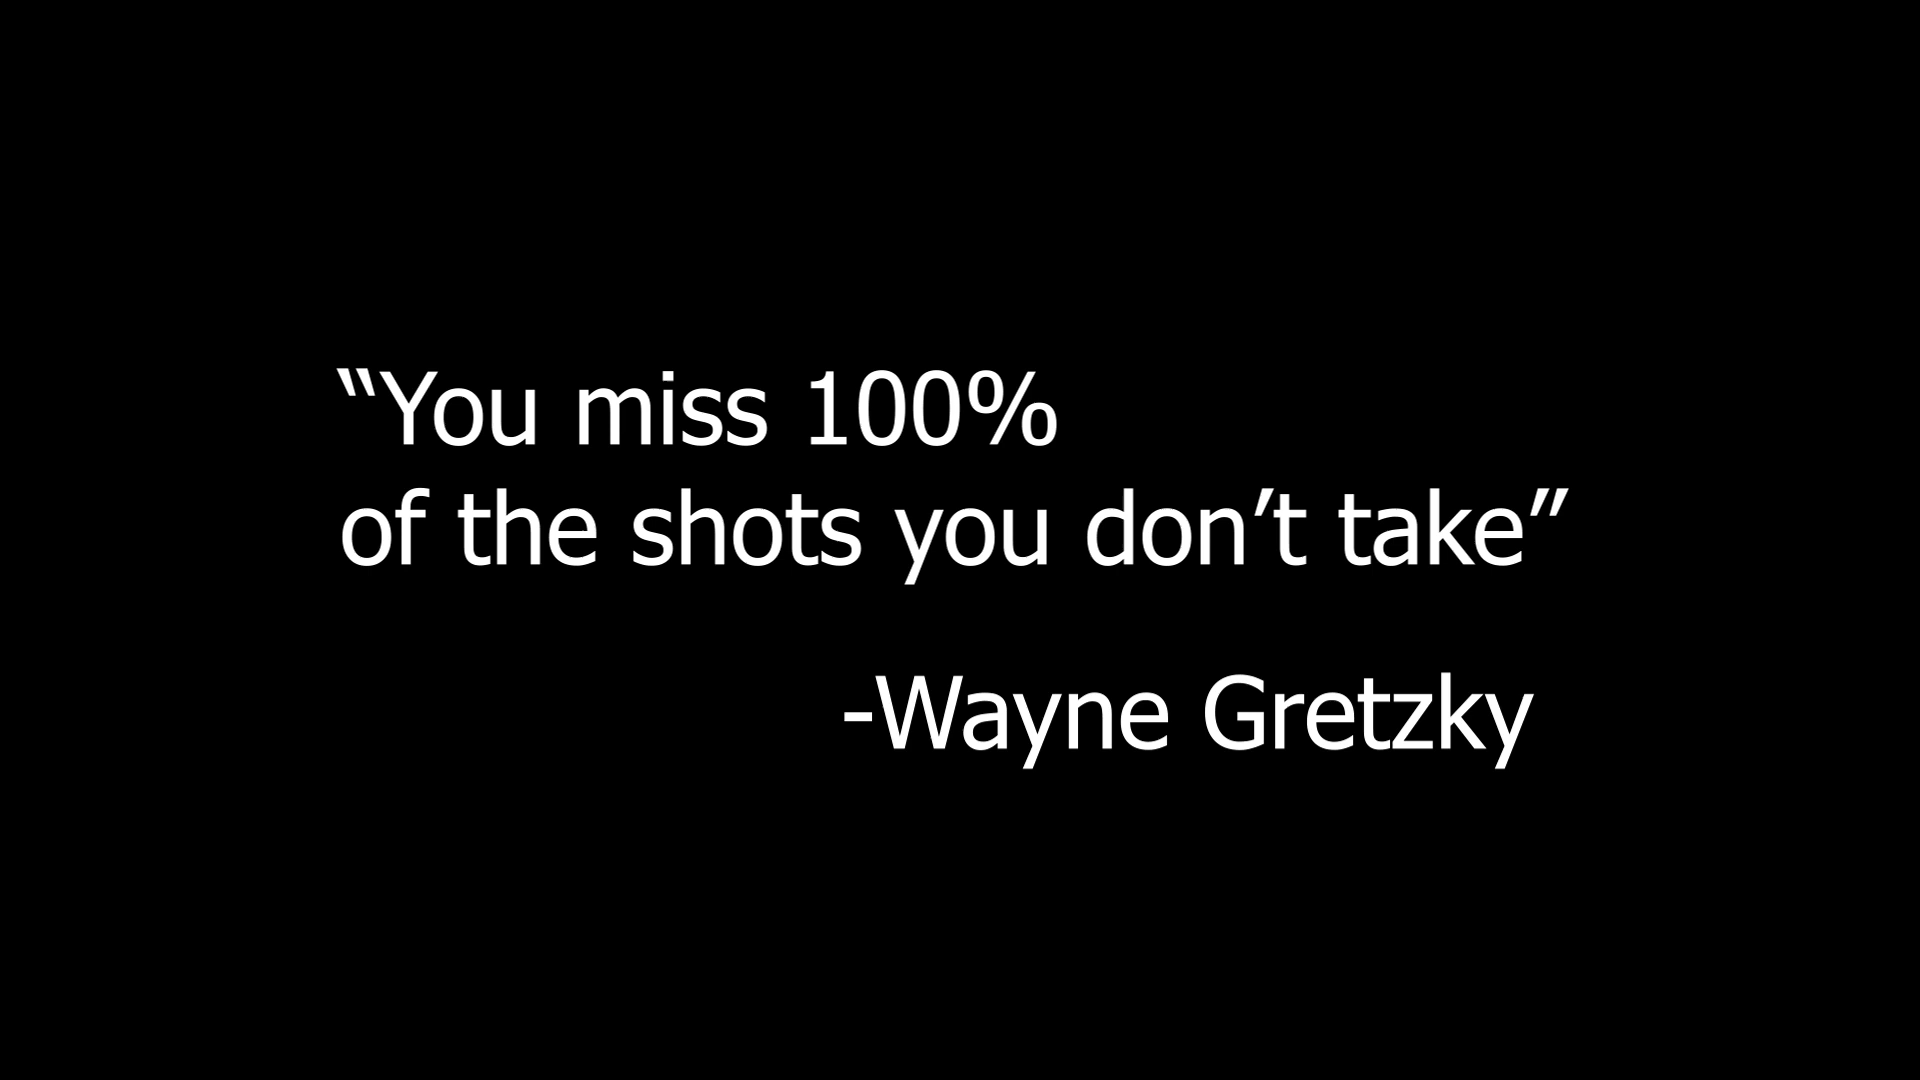 “You miss 100%
of the shots you don’t take”
-Wayne Gretzky